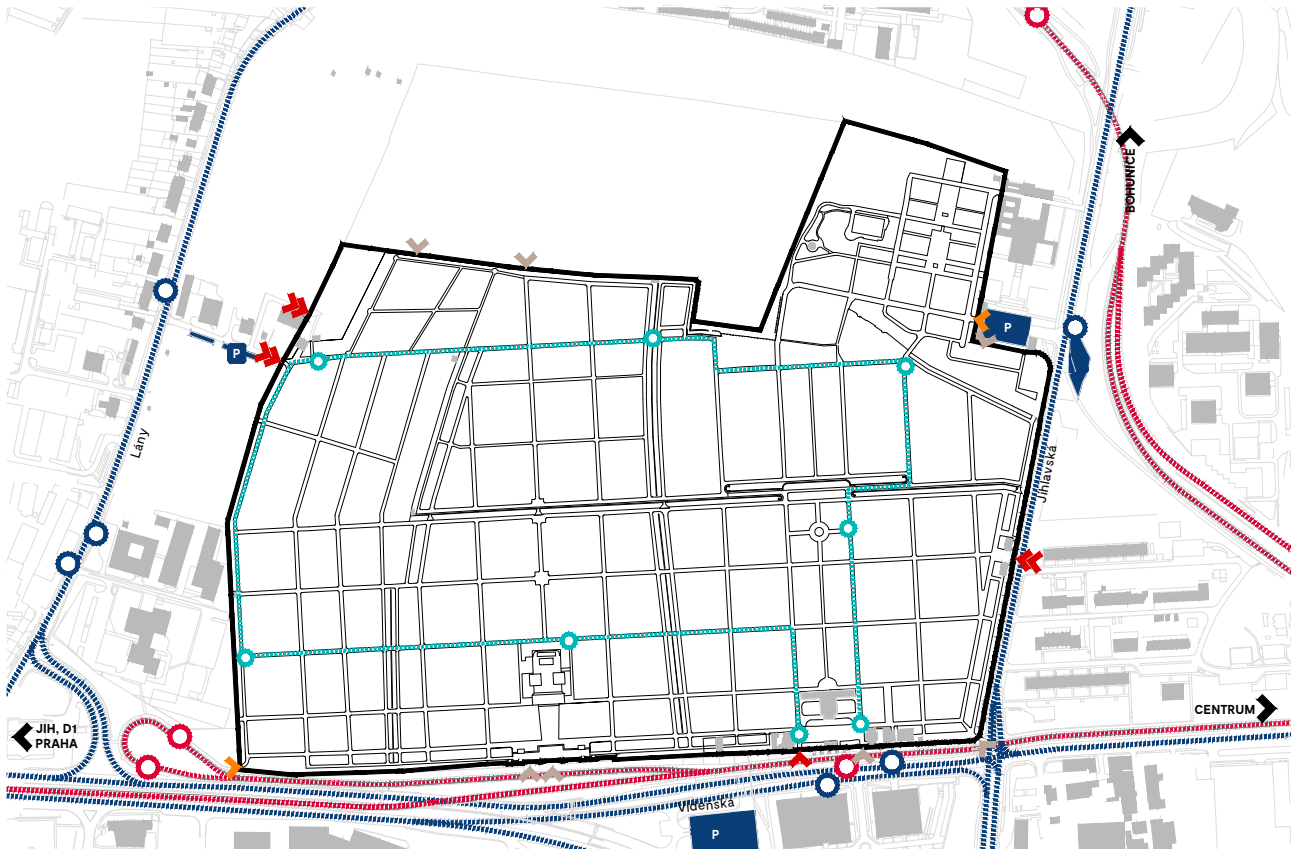 BOHUNICE
P
P
Lány
Jihlavská
JIH, D1
PRAHA
CENTRUM
Vídeňská
P